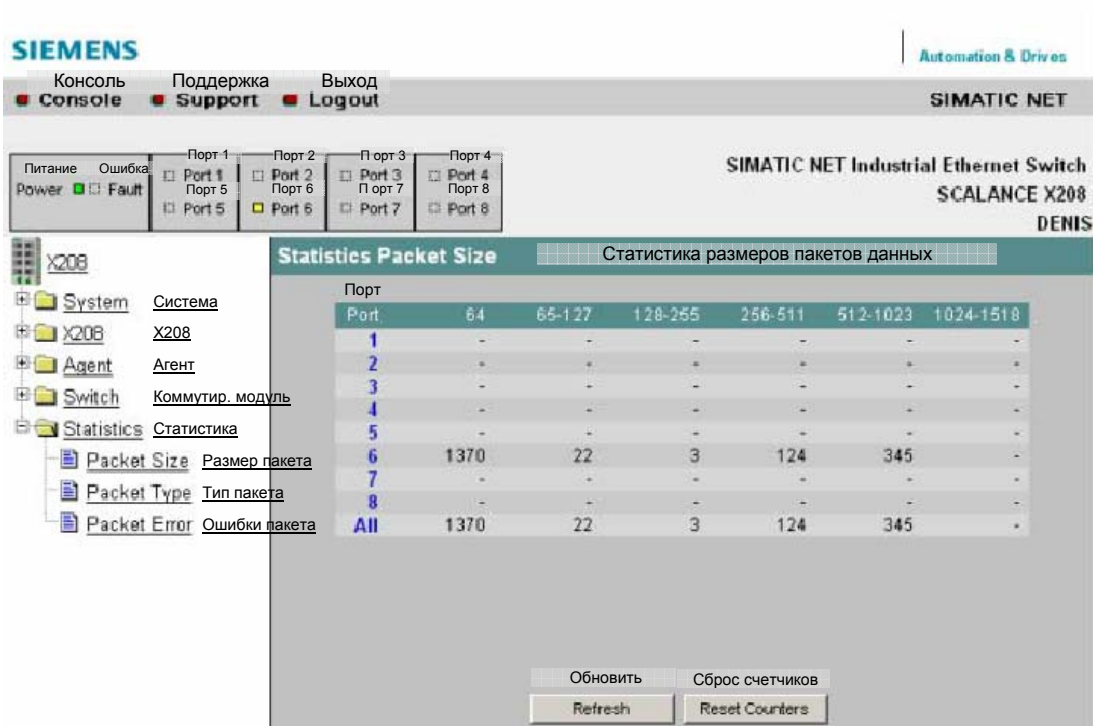 SIEMENS
Automation & Drives
Консоль Поддержка Выход
Console Support Logout
SIMATIC NET
Питание Ошибка
Power Fault
Порт 1 Порт 2 П орт 3 Порт 4
Port 1 Port 2 Port 3 Port 4
Порт 5 Порт 6 П орт 7 Порт 8
Port 5 Port 6 Port 7 Port 8
SIMATIC NET Industrial Ethernet Switch
SCALANCE X208
DENIS
X208
System Система
X208 X208
Agent Агент
Switch Коммутир. модуль
Statistics Статистика
Packet Size Размер пакета
Packet Type Тип пакета
Packet Error Ошибки пакета
Statistics Packet Size Статистика размеров пакетов данных
Порт
Port 64 65-127 128-255 256-511 512-1023 1024-1518
1 - - - - - -
2 - - - - - -
3 - - - - - -
4 - - - - - -
5 - - - - - -
6 1370 22 3 124 345 -
7 - - - - - -
8 - - - - - -
All 1370 22 3 124 345 -
Обновить Сброс счетчиков
Refresh Reset Counters